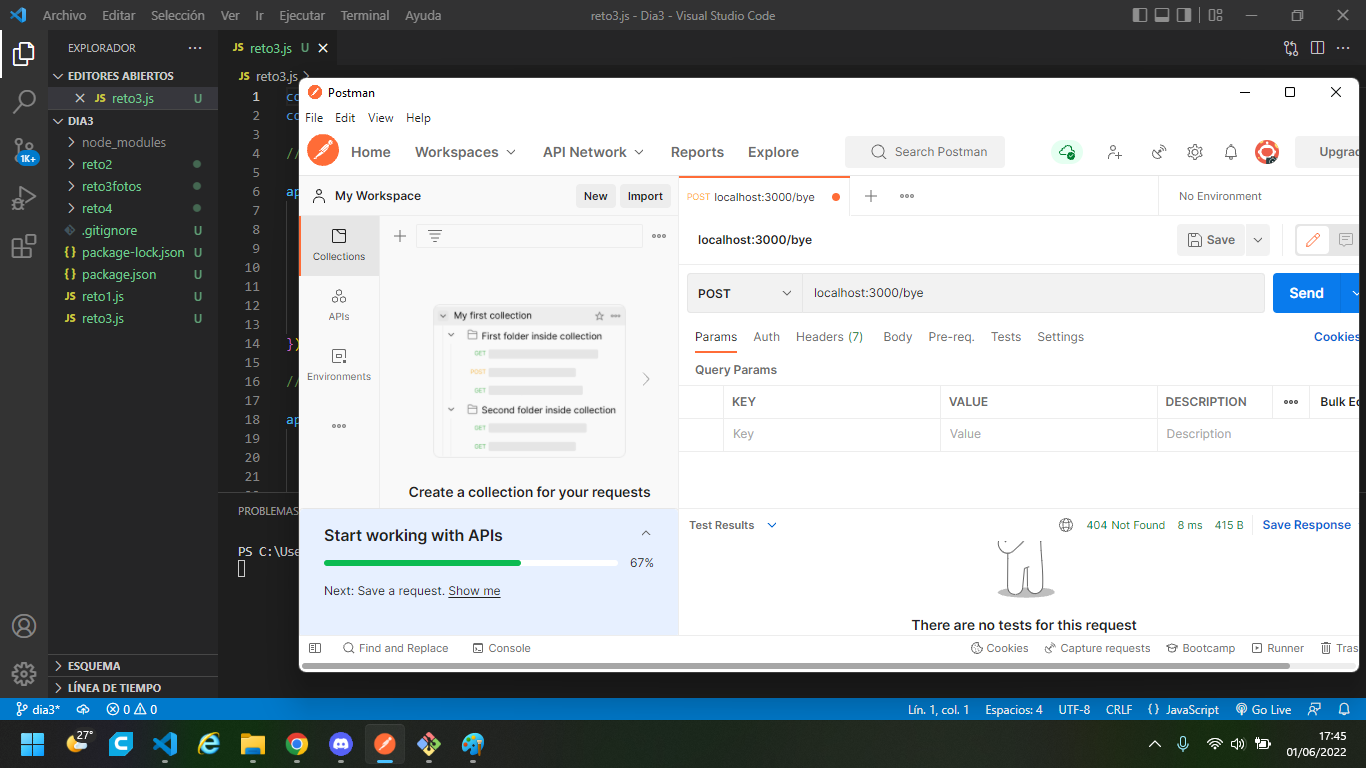 Archivo Editar Selección Ver Ir Ejecutar Terminal Ayuda reto3.js - Dia3 - Visual Studio Code
EXPLORADOR
JS reto3.js U
EDITORES ABIERTOS
JS reto3.js U
DIA3
node_modules
reto2
reto3fotos
reto4
.gitignore U
{} package-lock.json U
{} package.json U
JS reto1.js U
JS reto3.js U
1K+
ESQUEMA
LÍNEA DE TIEMPO
JS reto3.js
1 co
2 co
3
4 //
5
6 ap
7
8
9
10
11
12
13
14 })
15
16 //
17
18 ap
19
20
21
PROBLEMAS
PS C:\Use
Postman
File Edit View Help
Home Workspaces API Network Reports Explore Search Postman Upgrad
My Workspace New Import
POST localhost:3000/bye
No Environment
Collections
APIs
Environments
My first collection
First folder inside collection
GET
POST
GET
Second folder inside collection
GET
GET
Create a collection for your requests
Start working with APIs
67%
Next: Save a request. Show me
localhost:3000/bye Save
POST localhost:3000/bye Send
Params Auth Headers (7) Body Pre-req. Tests Settings Cookies
Query Params
KEY VALUE DESCRIPTION Bulk Ed
Key Value Description
Test Results 404 Not Found 8 ms 415 B Save Response
There are no tests for this request
Find and Replace Console Cookies Capture requests Bootcamp Runner Tras
dia3* 0 0 Lín. 1, col. 1 Espacios: 4 UTF-8 CRLF {} JavaScript Go Live
27°
17:45
01/06/2022